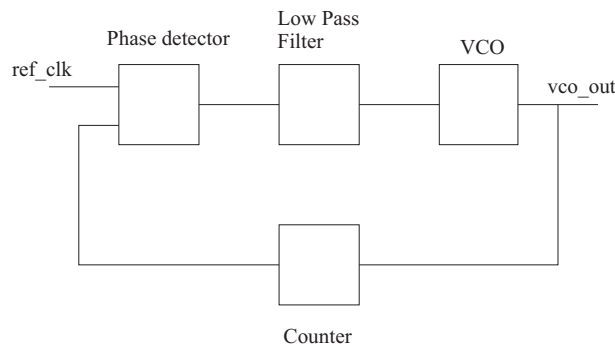 Low Pass
Filter
Phase detector
VCO
ref_clk
vco_out
Counter